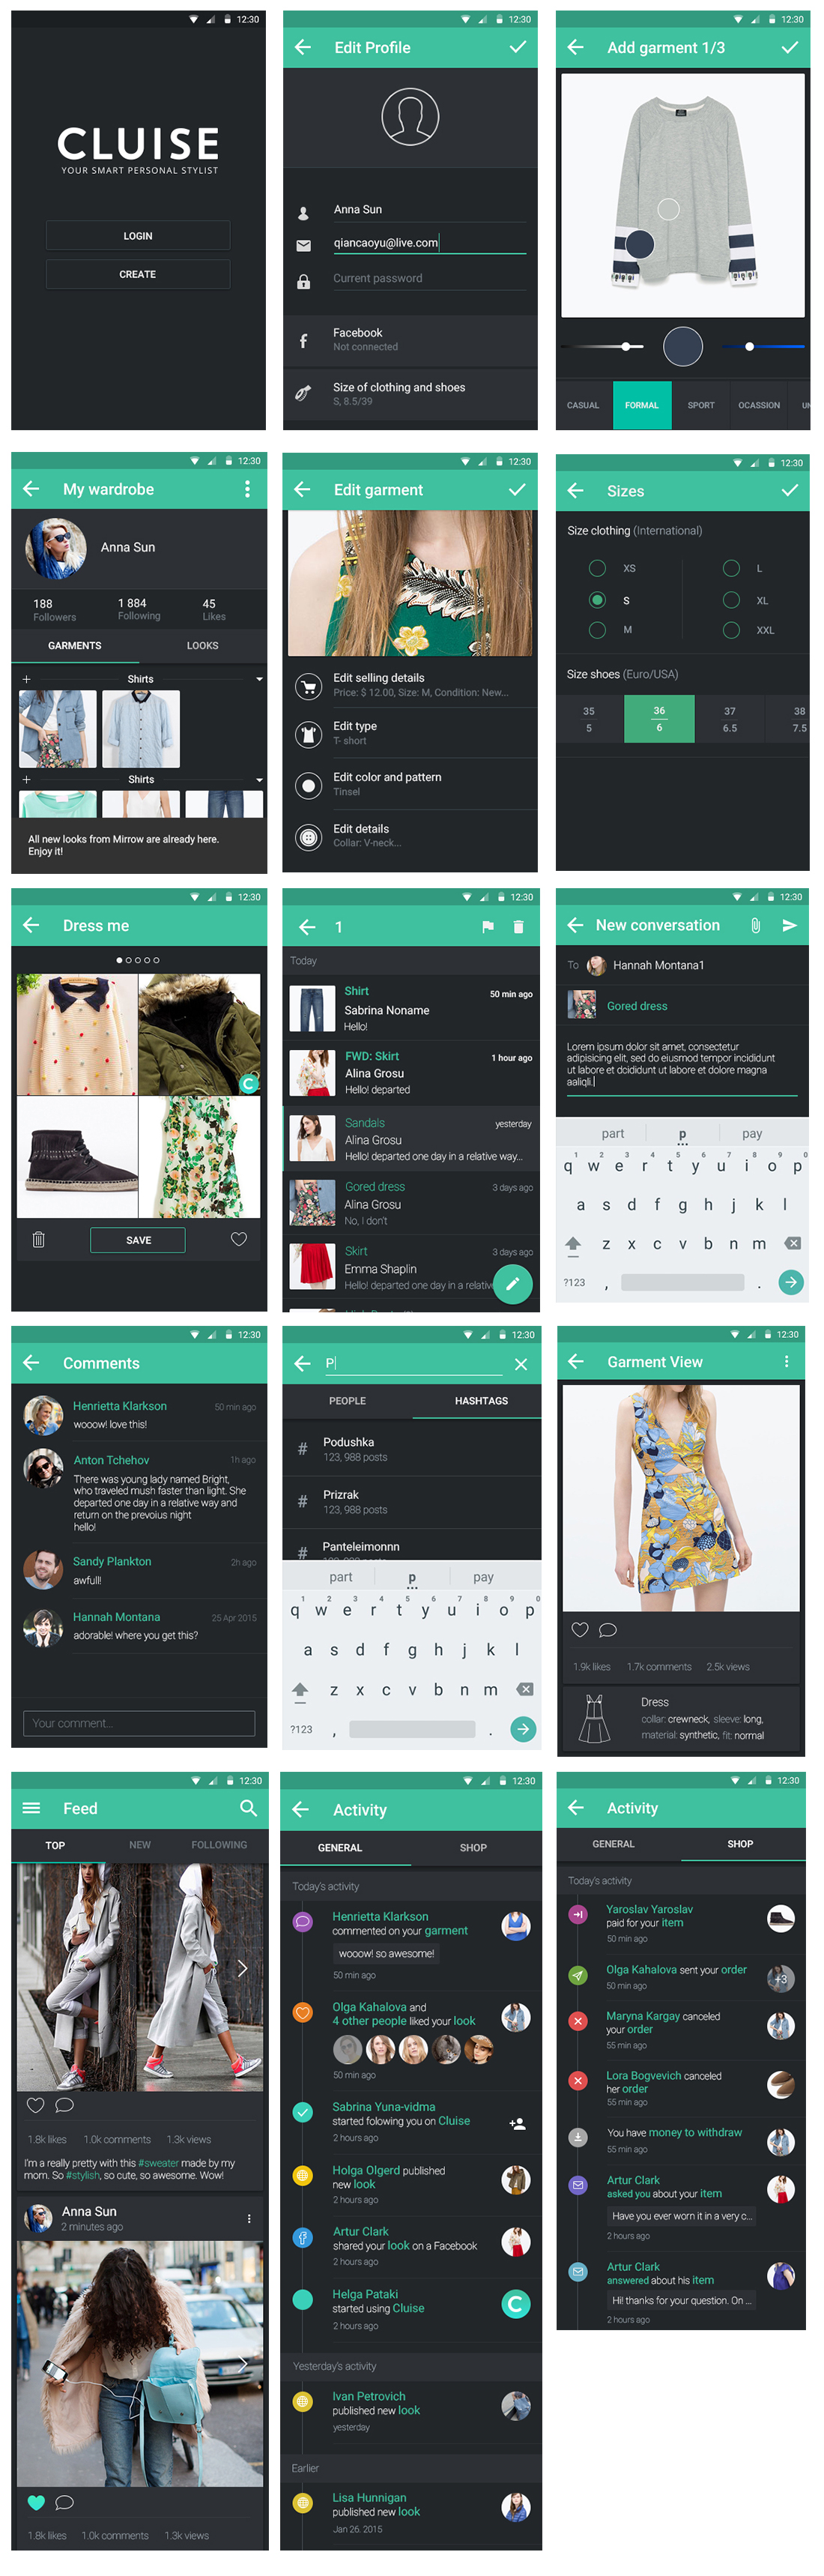 12:30
CLUISE
YOUR SMART PERSONAL STYLIST
LOGIN
CREATE
12:30
Edit Profile
Anna Sun
qiancaoyu@live.com
Current password
Facebook
Not connected
Size of clothing and shoes
S, 8.5/39
12:30
Add garment 1/3
CASUAL FORMAL SPORT OCASSION UN
12:30
My wardrobe
Anna Sun
188 1 884 45
Followers Following Likes
GARMENTS LOOKS
Shirts
Shirts
All new looks from Mirrow are already here.
Enjoy it!
12:30
Edit garment
Edit selling details
Price: $ 12.00, Size: M, Condition: New...
Edit type
T- short
Edit color and pattern
Tinsel
Edit details
Collar: V-neck...
12:30
Sizes
Size clothing (International)
XS L
S XL
M XXL
Size shoes (Euro/USA)
35 36 37 38
5 6 6.5 7.5
12:30
Dress me
C
SAVE
12:30
1
Today
Shirt
50 min ago
Sabrina Noname
Hello!
FWD: Skirt
1 hour ago
Alina Grosu
Hello! departed
Sandals
yesterday
Alina Grosu
Hello! departed one day in a relative way...
Gored dress
3 days ago
Alina Grosu
No, I don't
Skirt
3 days ago
Emma Shaplin
Hello! departed one day in a relativ
12:30
New conversation
To Hannah Montana1
Gored dress
Lorem ipsum dolor sit amet, consectetur
adipisicing elit, sed do eiusmod tempor incididunt
ut labore et dcididunt ut labore et dolore magna
aaliqli.
part p pay
1 2 3 4 5 6 7 8 9 0
q w e r t y u i o p
a s d f g h j k l
z x c v b n m
?123 , .
12:30
Comments
Henrietta Klarkson 50 min ago
wooow! love this!
Anton Tchehov 1h ago
There was young lady named Bright,
who traveled mush faster than light. She
departed one day in a relative way and
return on the prevoius night
hello!
Sandy Plankton 2h ago
awfull!
Hannah Montana 25 Apr 2015
adorable! where you get this?
Your comment...
12:30
P
PEOPLE HASHTAGS
# Podushka
123, 988 posts
# Prizrak
123, 988 posts
# Panteleimonnn
part p pay
1 2 3 4 5 6 7 8 9 0
q w e r t y u i o p
a s d f g h j k l
z x c v b n m
?123 , .
12:30
Garment View
1.9k likes 1.7k comments 2.5k views
Dress
collar: crewneck, sleeve: long,
material: synthetic, fit: normal
12:30
Feed
TOP NEW FOLLOWING
1.8k likes 1.0k comments 1.3k views
I'm a really pretty with this #sweater made by my
mom. So #stylish, so cute, so awesome. Wow!
Anna Sun
2 minutes ago
1.8k likes 1.0k comments 1.3k views
12:30
Activity
GENERAL SHOP
Today's activity
Henrietta Klarkson
commented on your garment
wooow! so awesome!
50 min ago
Olga Kahalova and
4 other people liked your look
50 min ago
Sabrina Yuna-vidma
started folowing you on Cluise
2 hours ago
Holga Olgerd published
new look
2 hours ago
Artur Clark
shared your look on a Facebook
2 hours ago
Helga Pataki
started using Cluise
2 hours ago
C
Yesterday's activity
Ivan Petrovich
published new look
yesterday
Earlier
Lisa Hunnigan
published new look
Jan 26. 2015
12:30
Activity
GENERAL SHOP
Today's activity
Yaroslav Yaroslav
paid for your item
50 min ago
Olga Kahalova sent your order
+3
50 min ago
Maryna Kargay canceled
your order
55 min ago
Lora Bogvevich canceled
her order
55 min ago
You have money to withdraw
55 min ago
Artur Clark
asked you about your item
Have you ever worn it in a very c...
2 hours ago
Artur Clark
answered about his item
Hi! thanks for your question. On ...
2 hours ago